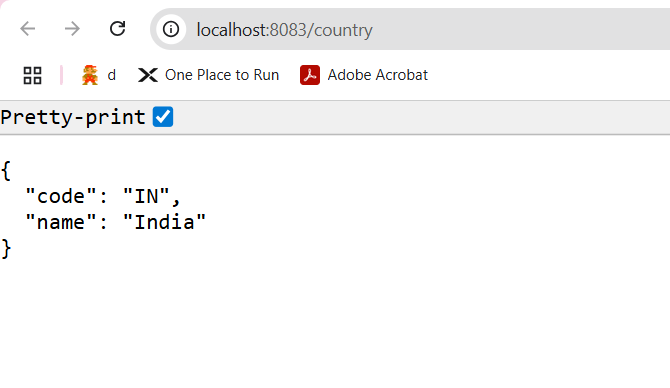 localhost:8083/country
d One Place to Run Adobe Acrobat
Pretty-print
{
  "code": "IN",
  "name": "India"
}